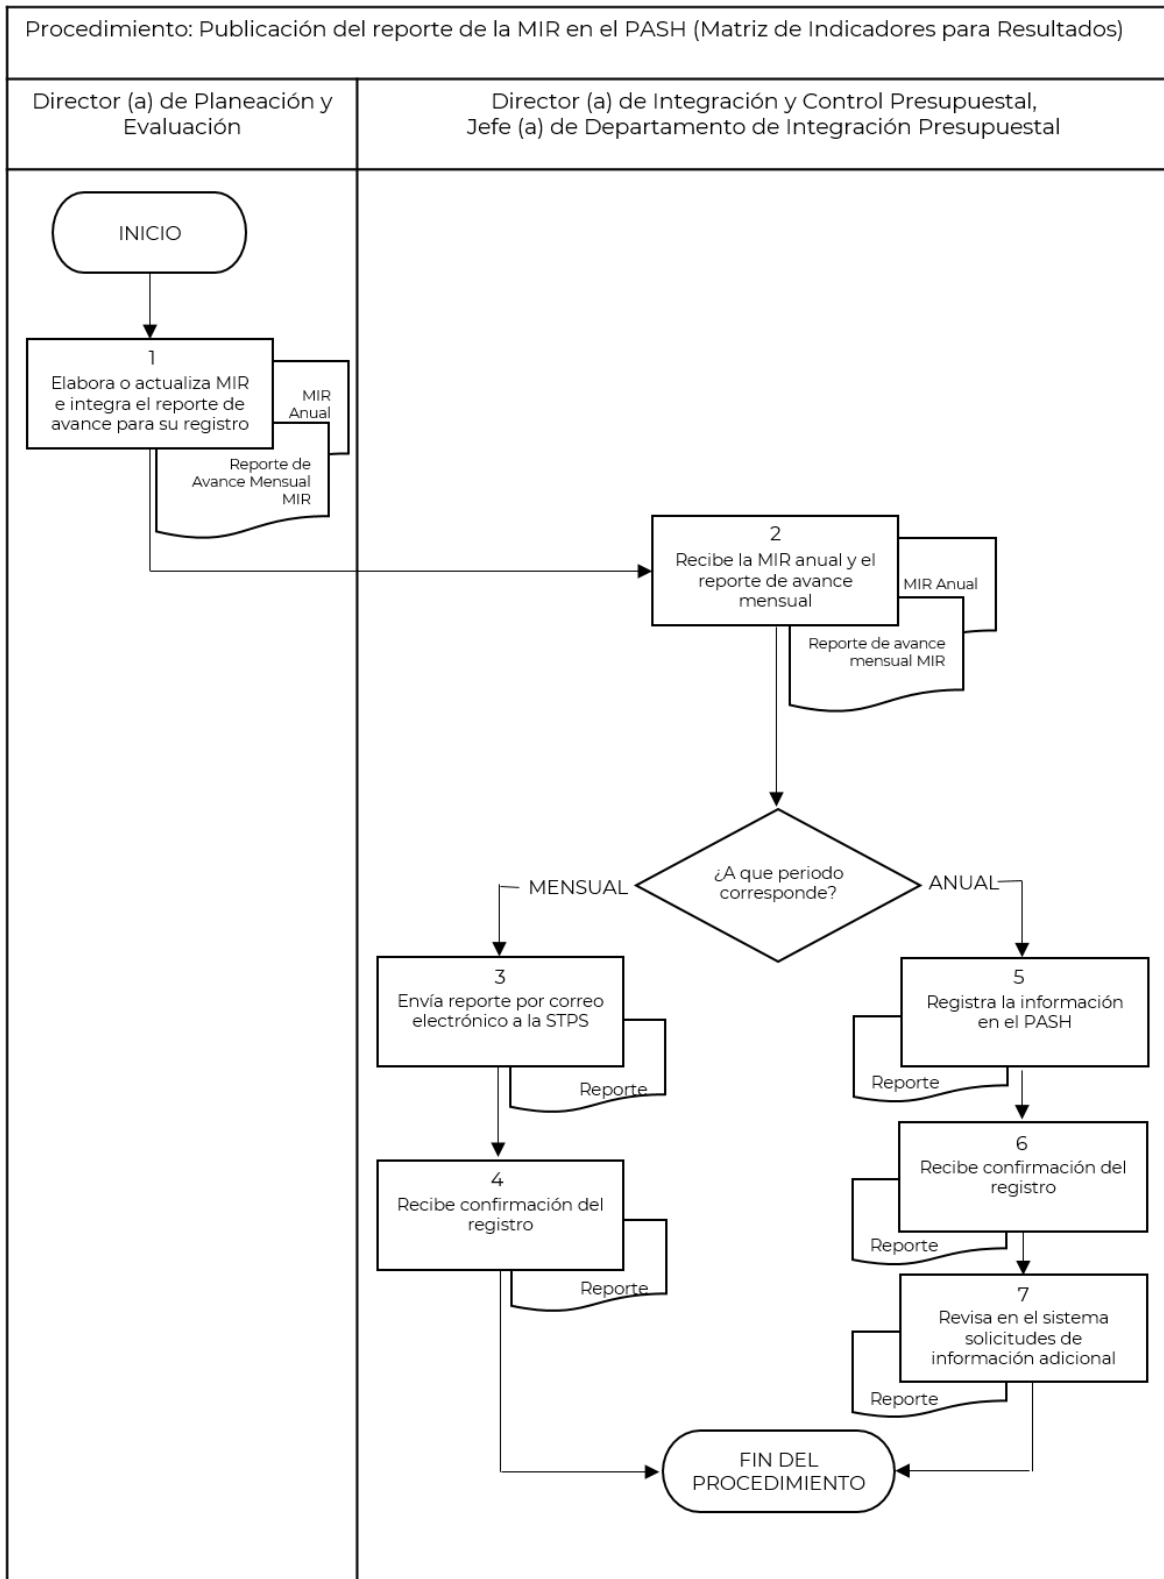 Procedimiento: Publicación del reporte de la MIR en el PASH (Matriz de Indicadores para Resultados)
Director (a) de Planeación y
Evaluación
Director (a) de Integración y Control Presupuestal,
Jefe (a) de Departamento de Integración Presupuestal
INICIO
1
Elabora o actualiza MIR
e integra el reporte de
avance para su registro
MIR
Anual
Reporte de
Avance Mensual
MIR
2
Recibe la MIR anual y el
reporte de avance
mensual
MIR Anual
Reporte de avance
mensual MIR
¿A que periodo
corresponde?
MENSUAL
ANUAL
3
Envía reporte por correo
electrónico a la STPS
Reporte
4
Recibe confirmación del
registro
Reporte
5
Registra la información
en el PASH
Reporte
6
Recibe confirmación del
registro
Reporte
7
Revisa en el sistema
solicitudes de
información adicional
Reporte
FIN DEL
PROCEDIMIENTO